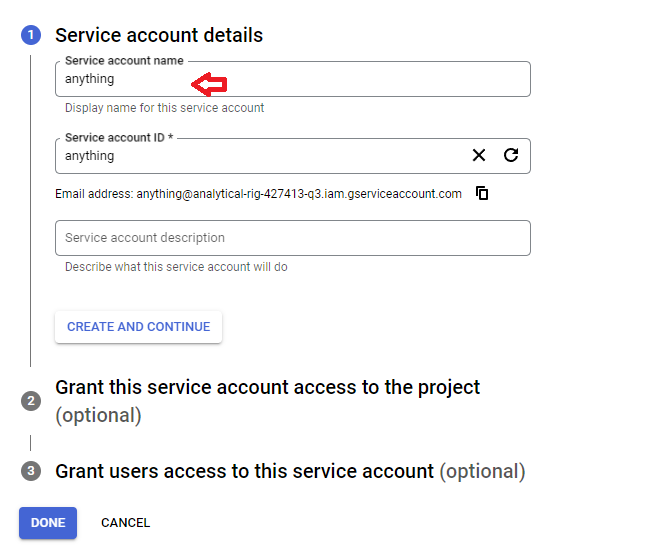 1 Service account details
Service account name
anything
Display name for this service account
Service account ID *
anything
Email address: anything@analytical-rig-427413-q3.iam.gserviceaccount.com
Service account description
Describe what this service account will do
CREATE AND CONTINUE
2 Grant this service account access to the project
(optional)
3 Grant users access to this service account (optional)
DONE CANCEL